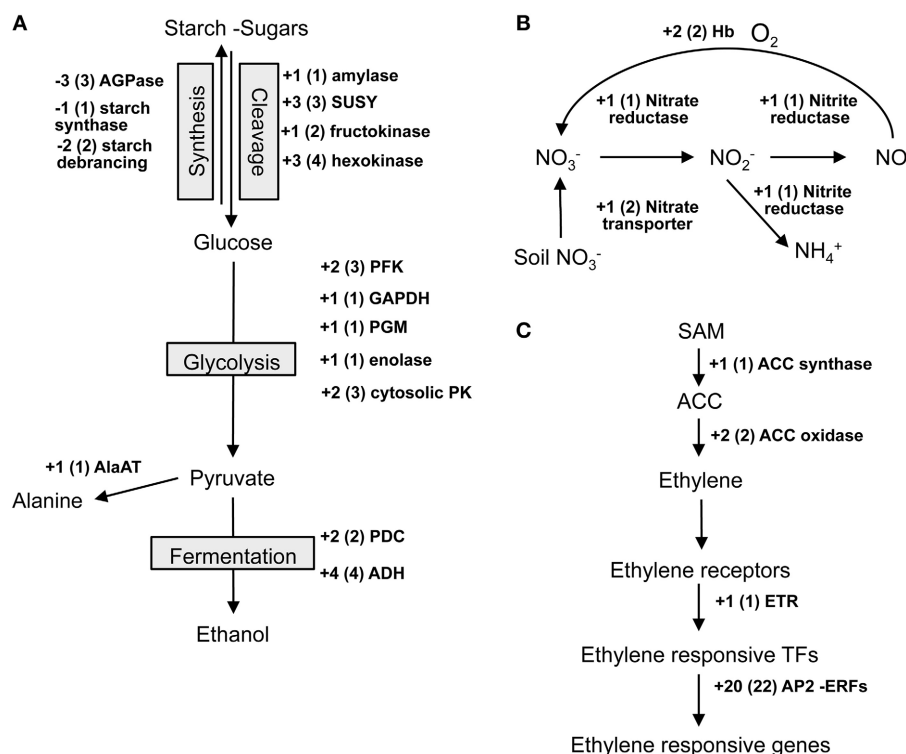 A
Starch -Sugars
-3 (3) AGPase
-1 (1) starch
synthase
-2 (2) starch
debrancing
Synthesis
Cleavage
+1 (1) amylase
+3 (3) SUSY
+1 (2) fructokinase
+3 (4) hexokinase
Glucose
+2 (3) PFK
+1 (1) GAPDH
+1 (1) PGM
Glycolysis
+1 (1) enolase
+2 (3) cytosolic PK
+1 (1) AlaAT
Pyruvate
Alanine
+2 (2) PDC
Fermentation
+4 (4) ADH
Ethanol
B
+2 (2) Hb
O₂
+1 (1) Nitrate
reductase
+1 (1) Nitrite
reductase
NO₃⁻
NO₂⁻
NO
+1 (2) Nitrate
transporter
+1 (1) Nitrite
reductase
Soil NO₃⁻
NH₄⁺
C
SAM
+1 (1) ACC synthase
ACC
+2 (2) ACC oxidase
Ethylene
Ethylene receptors
+1 (1) ETR
Ethylene responsive TFs
+20 (22) AP2 -ERFs
Ethylene responsive genes